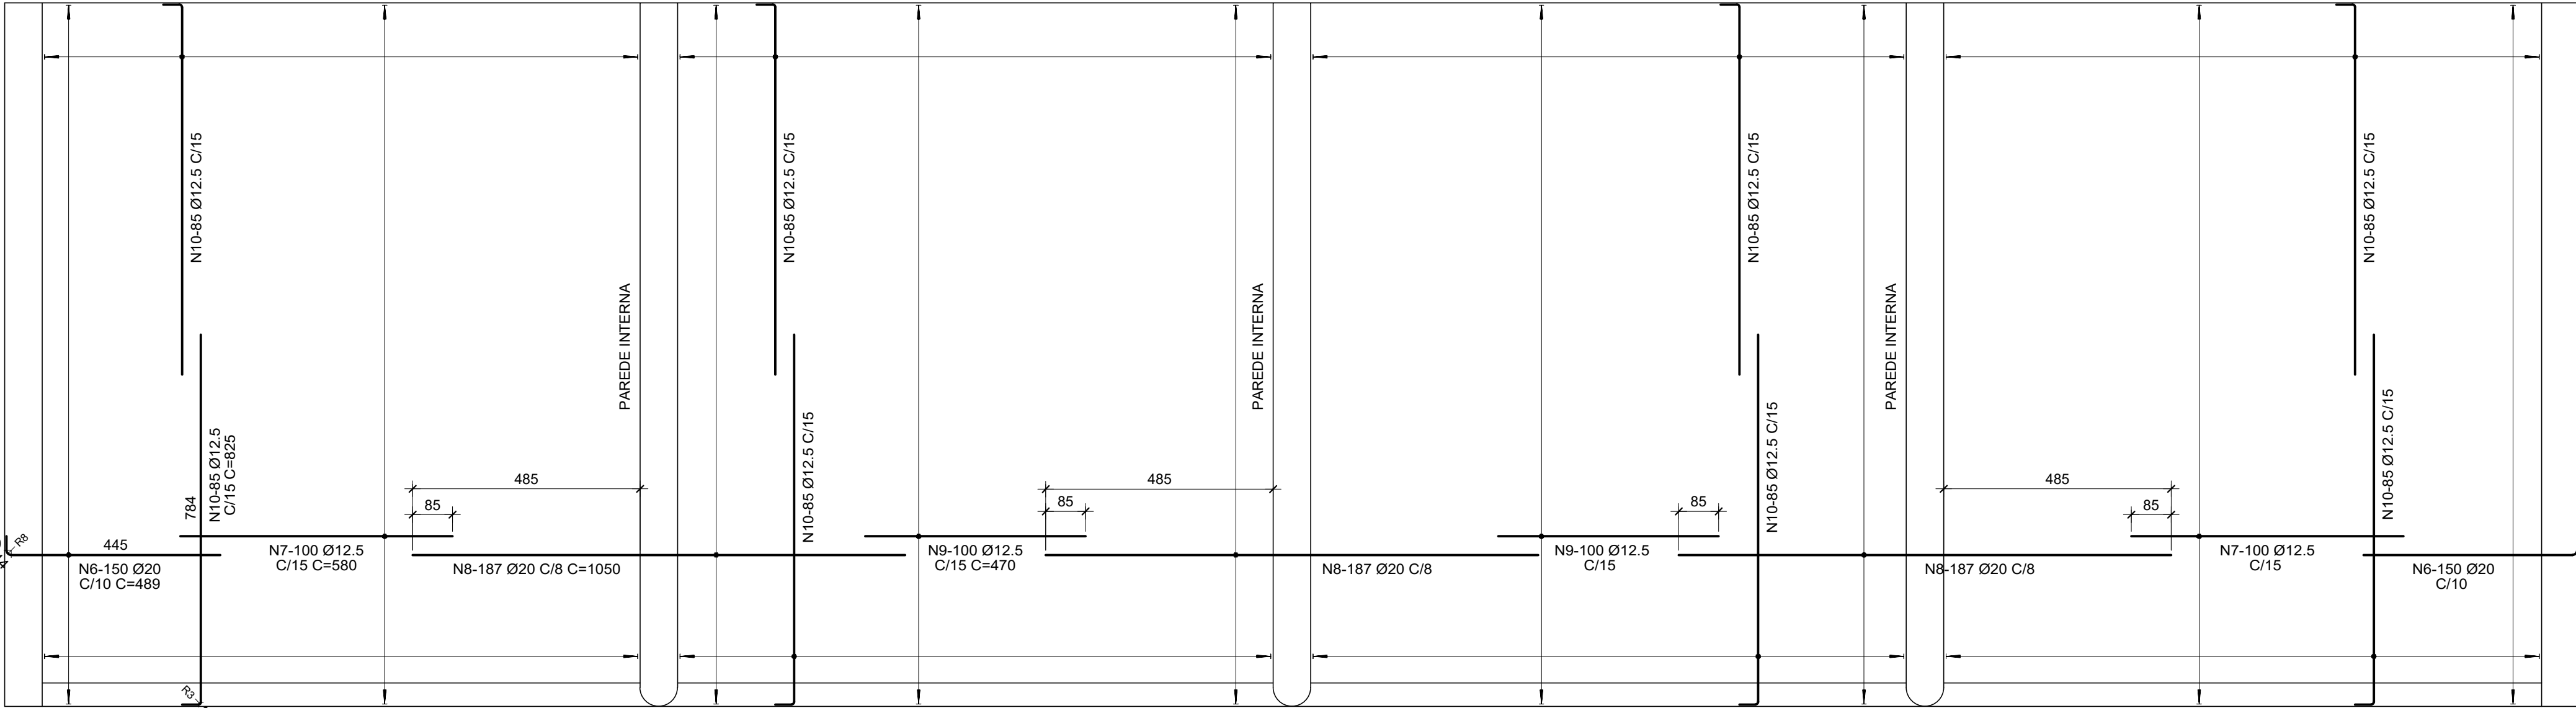 N10-85 Ø12.5 C/15
N10-85 Ø12.5 C/15
N10-85 Ø12.5 C/15
N10-85 Ø12.5 C/15
PAREDE INTERNA
PAREDE INTERNA
PAREDE INTERNA
784
N10-85 Ø12.5
C/15 C=825
N10-85 Ø12.5 C/15
N10-85 Ø12.5 C/15
N10-85 Ø12.5 C/15
485
85
485
85
85
485
85
R8
445
N6-150 Ø20
C/10 C=489
N7-100 Ø12.5
C/15 C=580
N8-187 Ø20 C/8 C=1050
N9-100 Ø12.5
C/15 C=470
N8-187 Ø20 C/8
N9-100 Ø12.5
C/15
N8-187 Ø20 C/8
N7-100 Ø12.5
C/15
N6-150 Ø20
C/10
R3